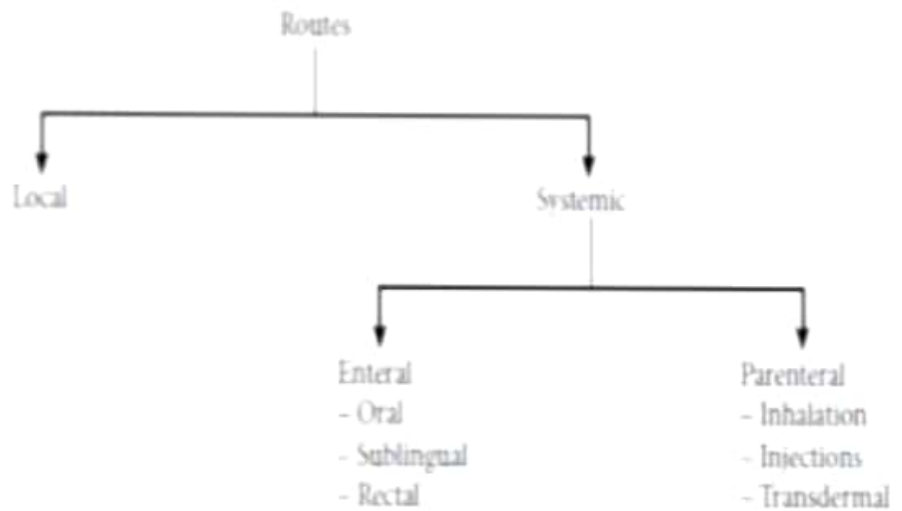 Routes
Local
Systemic
Enteral
- Oral
- Sublingual
- Rectal
Parenteral
- Inhalation
- Injections
- Transdermal